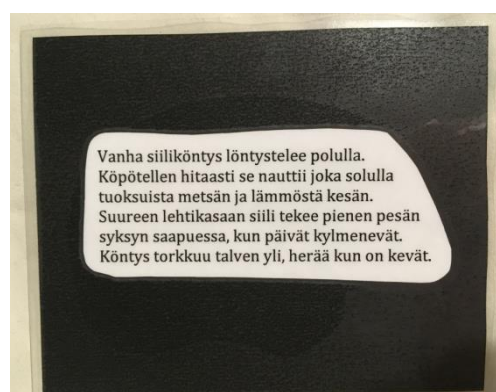 Vanha siiliköntys löntystelee polulla.
Köpötellen hitaasti se nauttii joka solulla
tuoksuista metsän ja lämmöstä kesän.
Suureen lehtikasaan siili tekee pienen pesän
syksyn saapuessa, kun päivät kylmenevät.
Köntys torkkuu talven yli, herää kun on kevät.